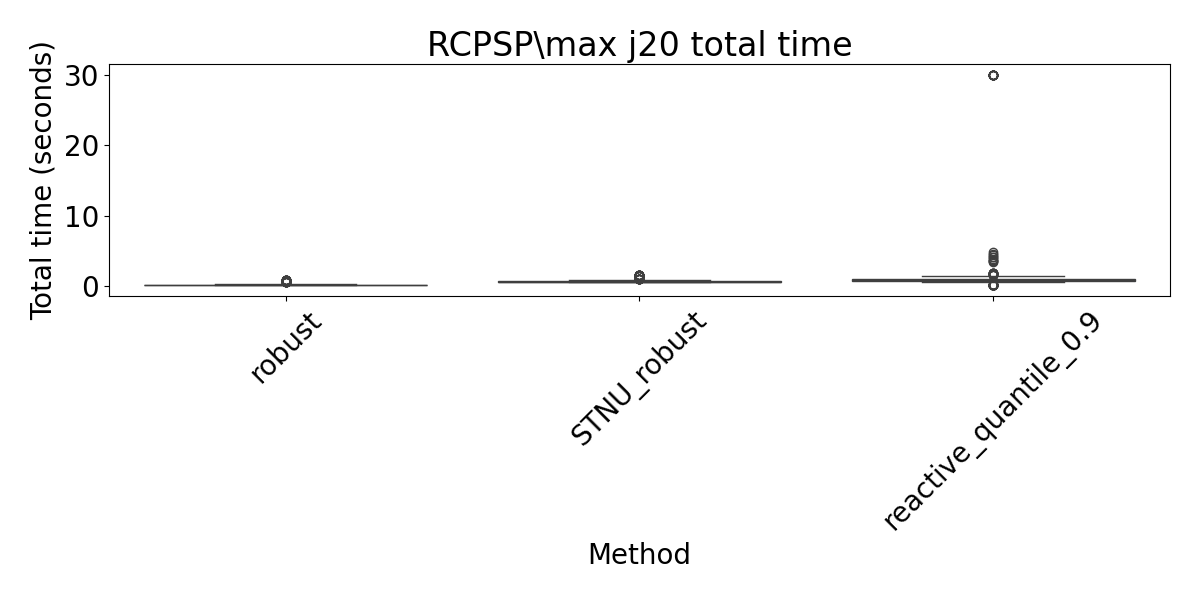 RCPSP\max j20 total time
Total time (seconds)
30
20
10
0
robust
STNU_robust
reactive_quantile_0.9
Method